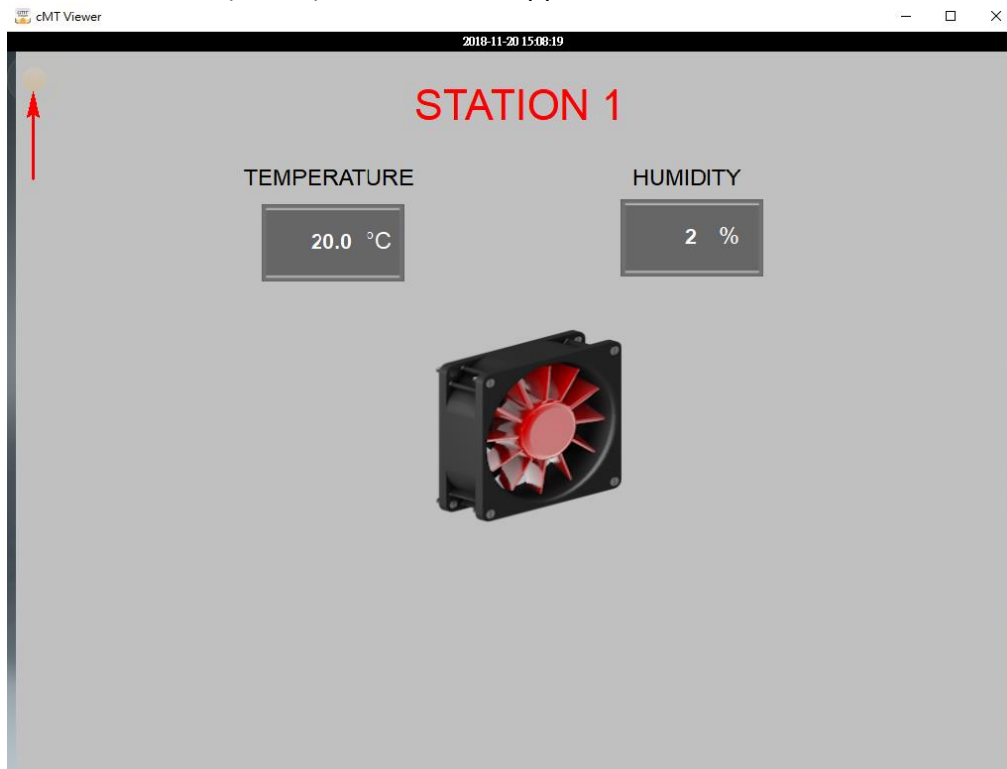 cMT Viewer
2018-11-20 15:08:19
STATION 1
TEMPERATURE
HUMIDITY
20.0 °C
2 %